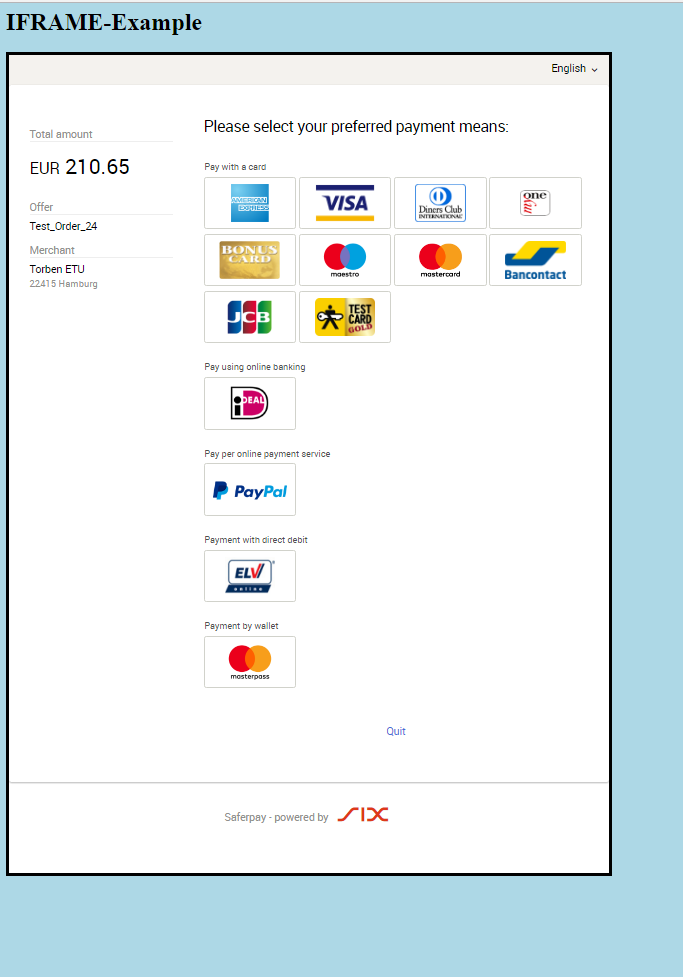 IFRAME-Example
English
Total amount
EUR 210.65
Offer
Test_Order_24
Merchant
Torben ETU
22415 Hamburg
Please select your preferred payment means:
Pay with a card
AMERICAN
EXPRESS
VISA
Diners Club
INTERNATIONAL
one
BONUS
CARD
maestro
mastercard
Bancontact
JCB
TEST
CARD
GOLD
Pay using online banking
iDEAL
Pay per online payment service
PayPal
Payment with direct debit
ELV
online
Payment by wallet
masterpass
Quit
Saferpay - powered by SIX